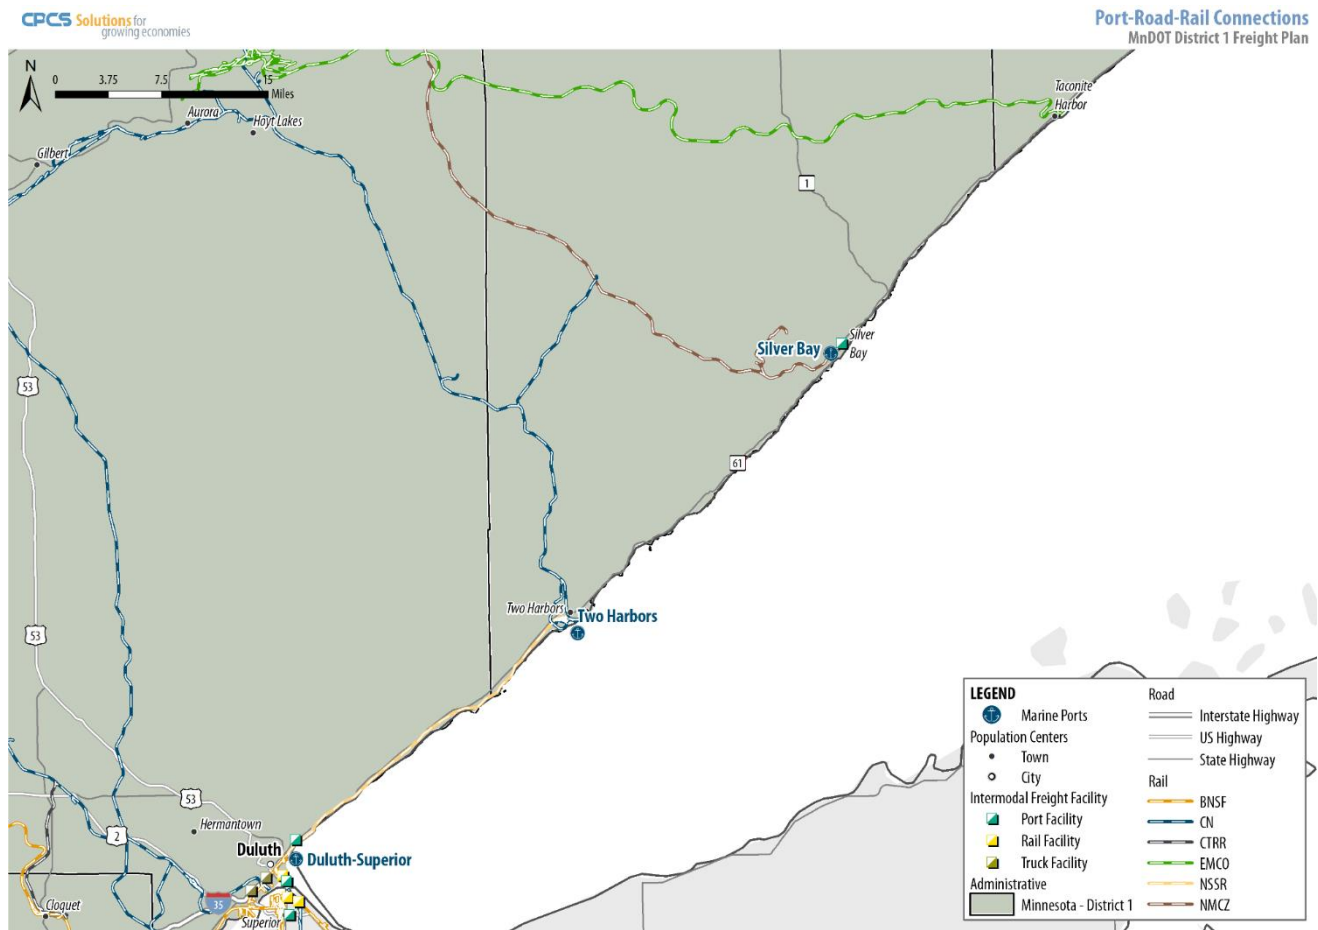 CPCS Solutions for
growing economies
Port-Road-Rail Connections
MnDOT District 1 Freight Plan
N
0 3.75 7.5 15
Miles
Aurora
Hoyt Lakes
Gilbert
Taconite
Harbor
1
Silver Bay
Silver
Bay
53
61
53
Two Harbors
Two Harbors
53
2
Hermantown
Duluth
Duluth-Superior
35
Cloquet
Superior
LEGEND
Marine Ports
Population Centers
Town
City
Intermodal Freight Facility
Port Facility
Rail Facility
Truck Facility
Administrative
Minnesota - District 1
Road
Interstate Highway
US Highway
State Highway
Rail
BNSF
CN
CTRR
EMCO
NSSR
NMCZ